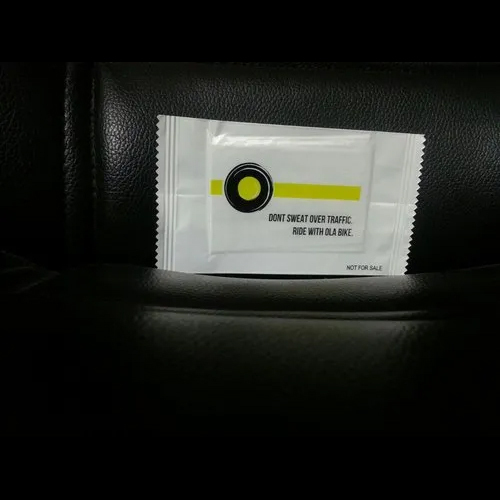 DONT SWEAT OVER TRAFFIC.
RIDE WITH OLA BIKE.
NOT FOR SALE